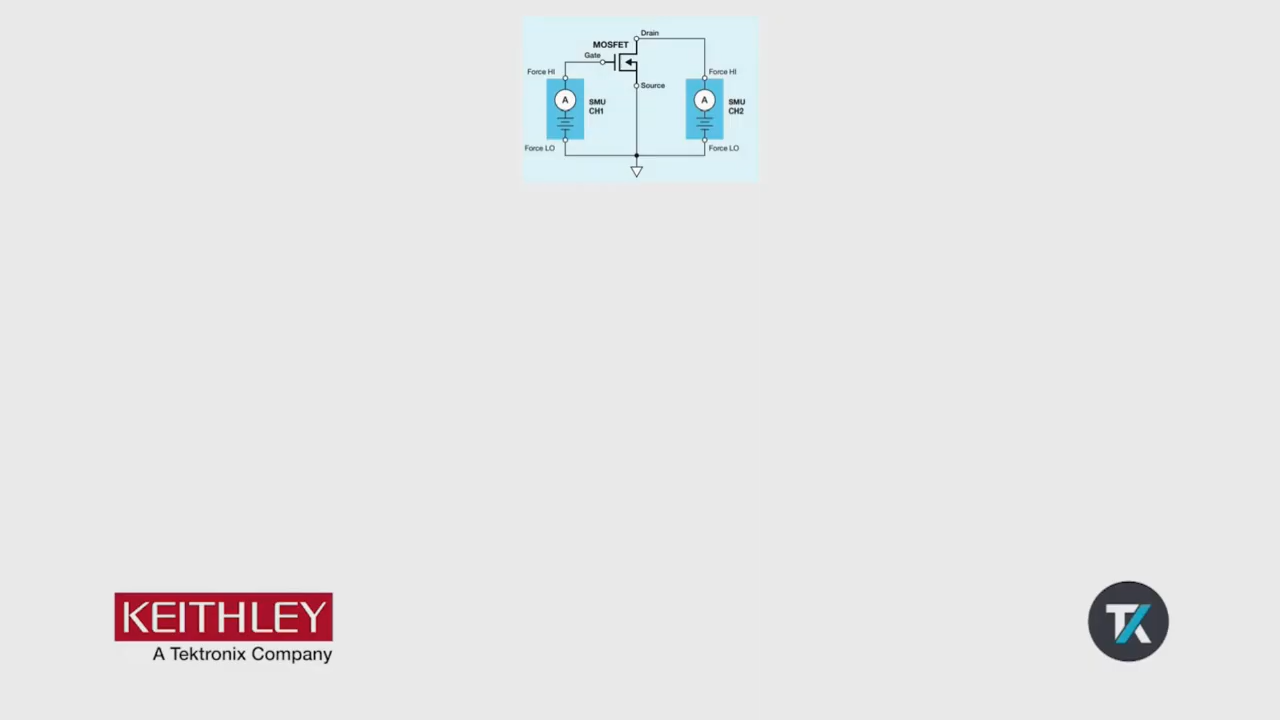 Drain
MOSFET
Gate
Force HI
Force HI
Source
A
SMU
CH1
A
SMU
CH2
Force LO
Force LO
KEITHLEY
A Tektronix Company
TX